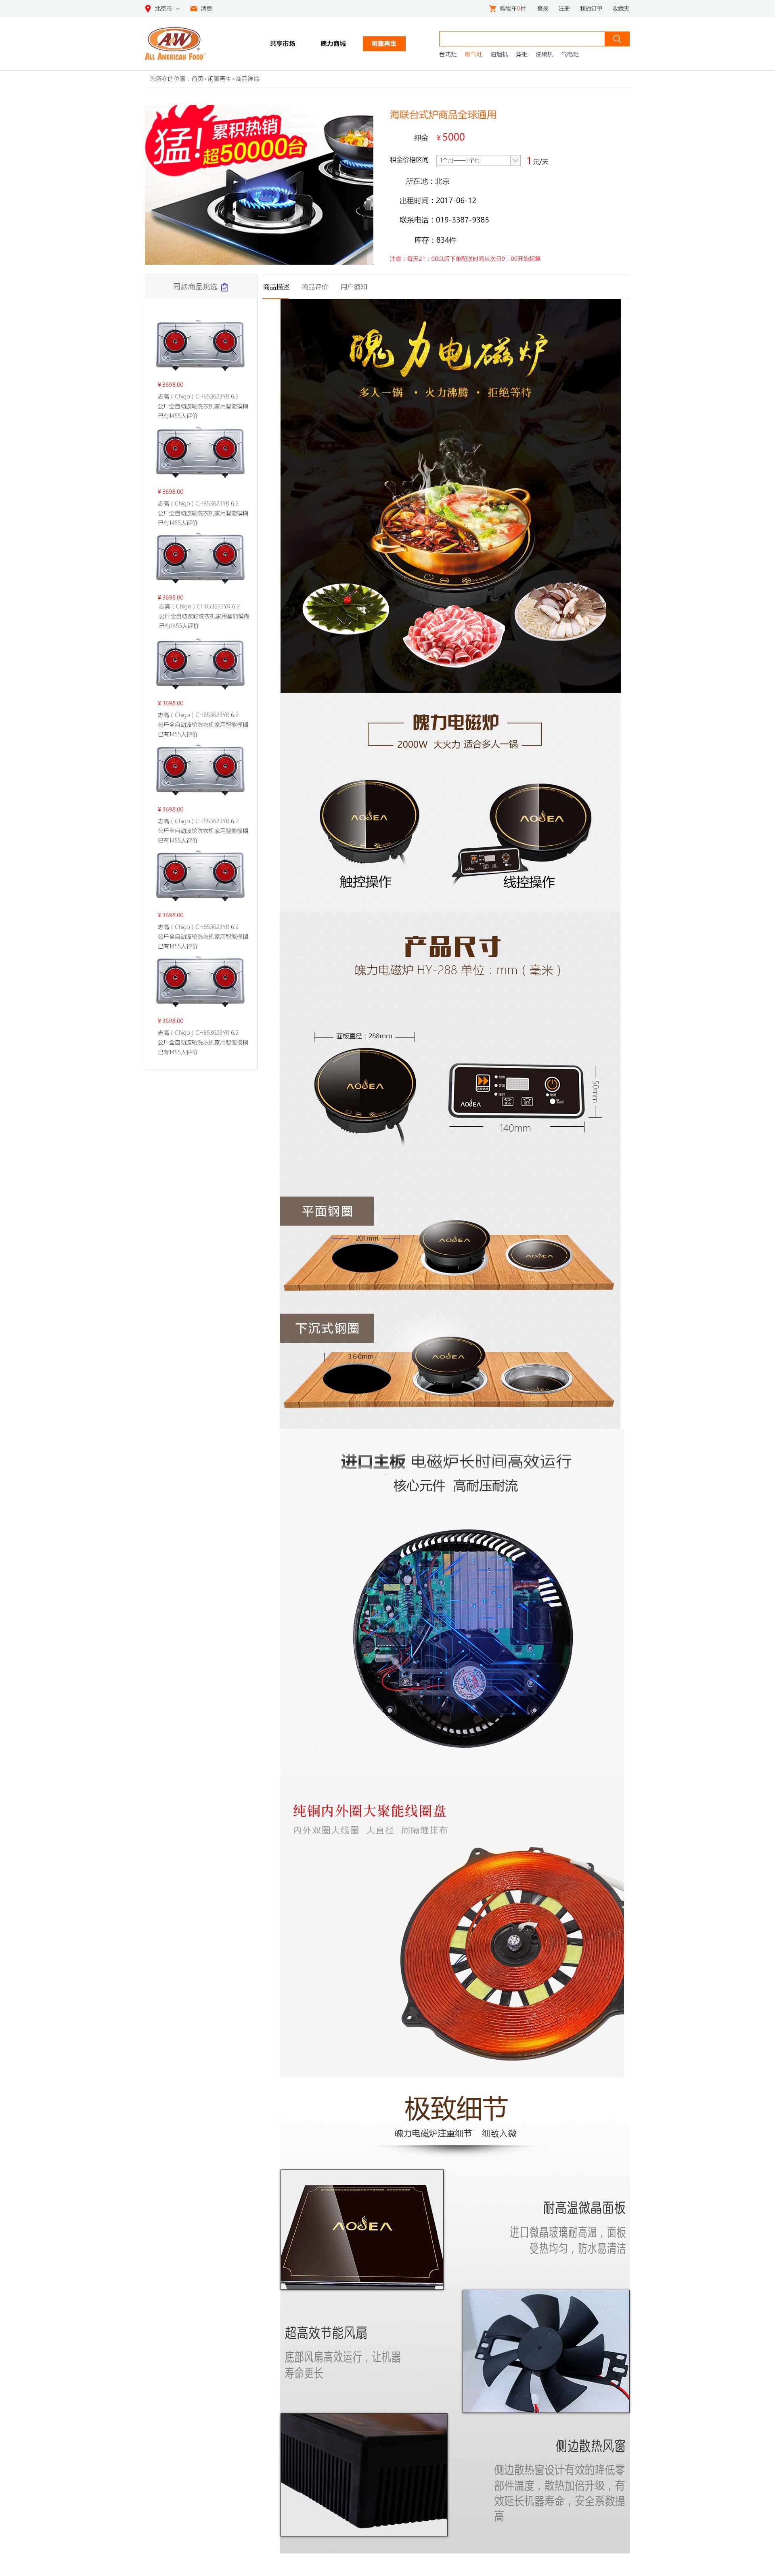 北京市
消息
购物车0件 登录 注册 我的订单 收藏夹
AW
ALL AMERICAN FOOD
共享市场 魄力商城 闲置再生
台式灶 燃气灶 油烟机 蒸柜 洗碗机 气电灶
您所在的位置：首页>闲置再生>商品详情
猛！ 累积热销
超50000台
海联台式炉商品全球通用
押金 ¥ 5000
租金价格区间 1个月——3个月 1 元/天
所在地：北京
出租时间：2017-06-12
联系电话：019-3387-9385
库存：834件
注意：每天21：00以后下单配送时间从次日9：00开始起算
同款商品挑选
商品描述 商品评价 用户须知
¥ 3698.00
志高（Chigo）CHB53623YR 6.2
公斤全自动波轮洗衣机家用智能模糊
已有1455人评价
¥ 3698.00
志高（Chigo）CHB53623YR 6.2
公斤全自动波轮洗衣机家用智能模糊
已有1455人评价
¥ 3698.00
志高（Chigo）CHB53623YR 6.2
公斤全自动波轮洗衣机家用智能模糊
已有1455人评价
¥ 3698.00
志高（Chigo）CHB53623YR 6.2
公斤全自动波轮洗衣机家用智能模糊
已有1455人评价
¥ 3698.00
志高（Chigo）CHB53623YR 6.2
公斤全自动波轮洗衣机家用智能模糊
已有1455人评价
¥ 3698.00
志高（Chigo）CHB53623YR 6.2
公斤全自动波轮洗衣机家用智能模糊
已有1455人评价
¥ 3698.00
志高（Chigo）CHB53623YR 6.2
公斤全自动波轮洗衣机家用智能模糊
已有1455人评价
魄力电磁炉
多人一锅 • 火力沸腾 • 拒绝等待
魄力电磁炉
2000W 大火力 适合多人一锅
AODEA
AODEA
触控操作
线控操作
产品尺寸
魄力电磁炉 HY-288 单位：mm（毫米）
面板直径：288mm
AODEA
AODEA
50mm
140mm
平面钢圈
201mm
AODEA
AODEA
下沉式钢圈
360mm
AODEA
AODEA
进口主板 电磁炉长时间高效运行
核心元件 高耐压耐流
纯铜内外圈大聚能线圈盘
内外双圈大线圈 大直径 间隔缠排布
极致细节
魄力电磁炉注重细节 细致入微
AODEA
耐高温微晶面板
进口微晶玻璃耐高温，面板
受热均匀，防水易清洁
超高效节能风扇
底部风扇高效运行，让机器
寿命更长
侧边散热风窗
侧边散热窗设计有效的降低零
部件温度，散热加倍升级，有
效延长机器寿命，安全系数提
高